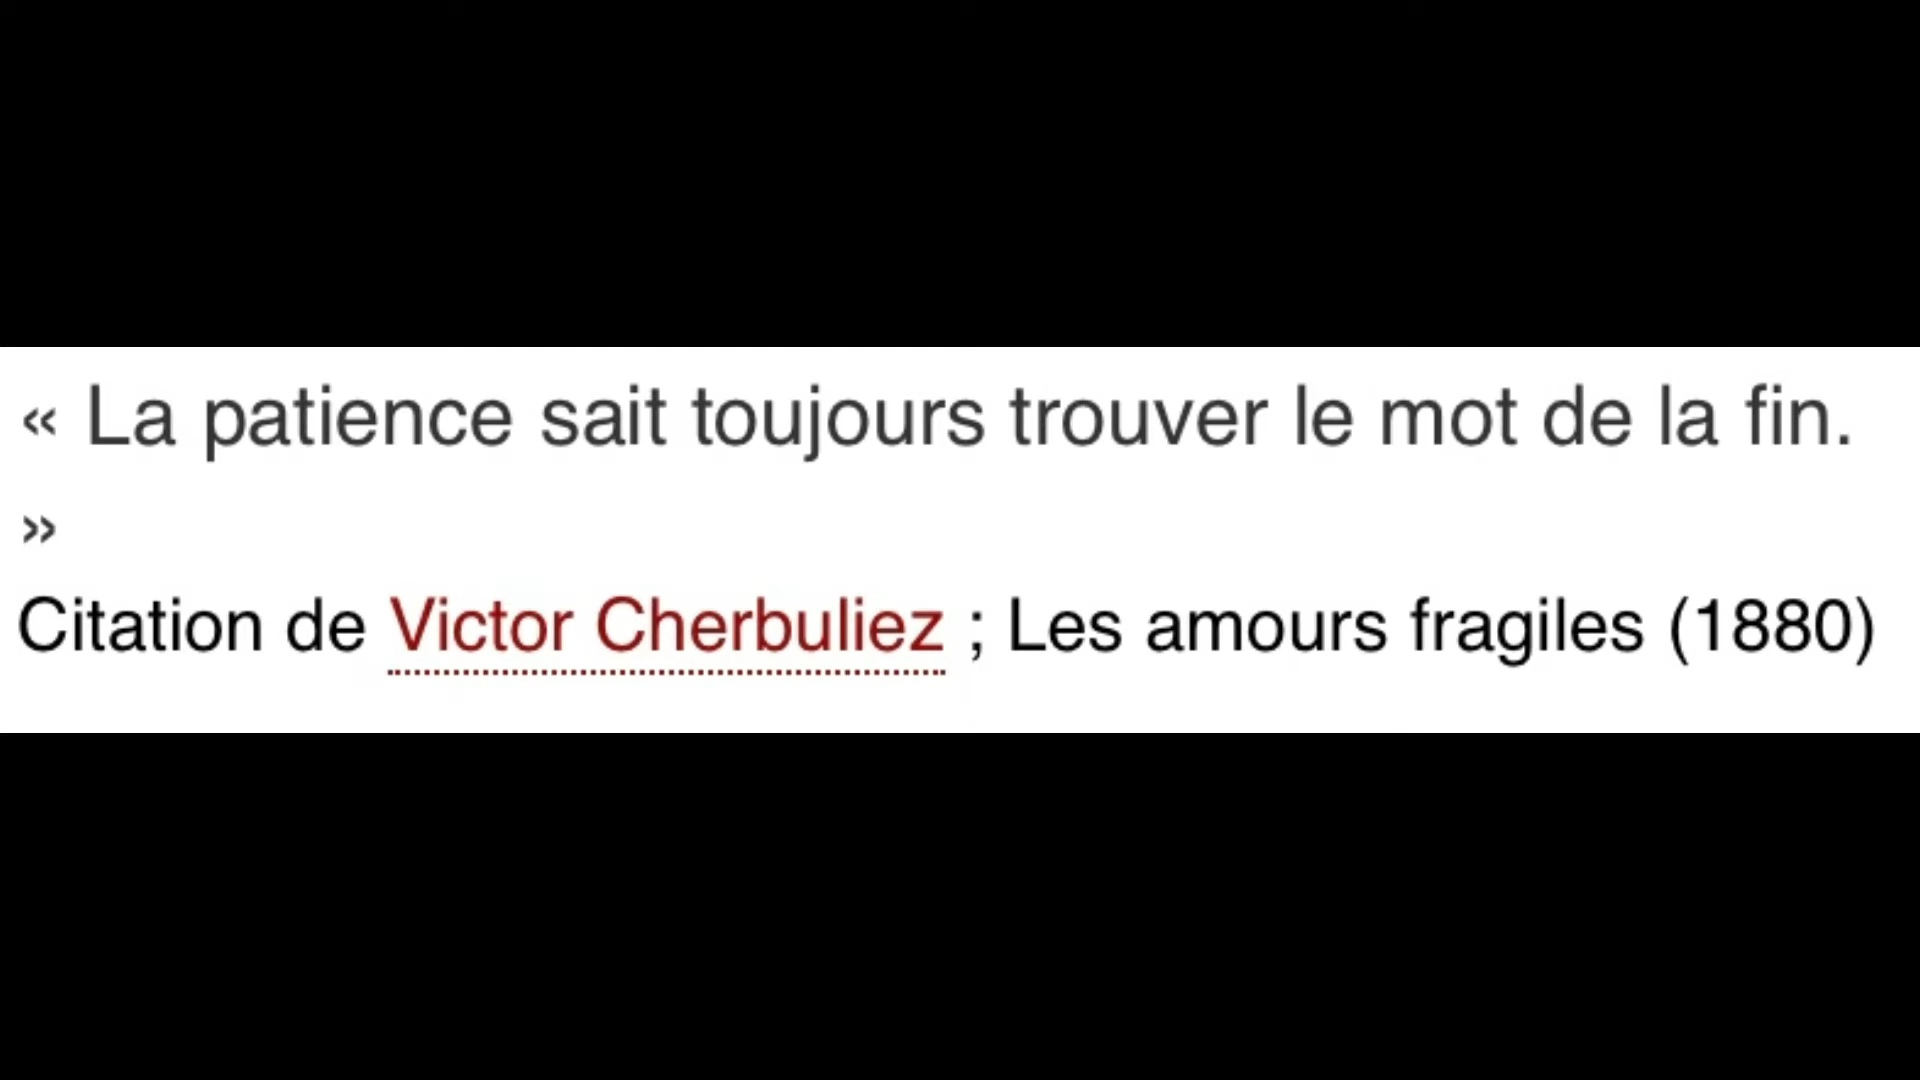 « La patience sait toujours trouver le mot de la fin.
»
Citation de Victor Cherbuliez ; Les amours fragiles (1880)